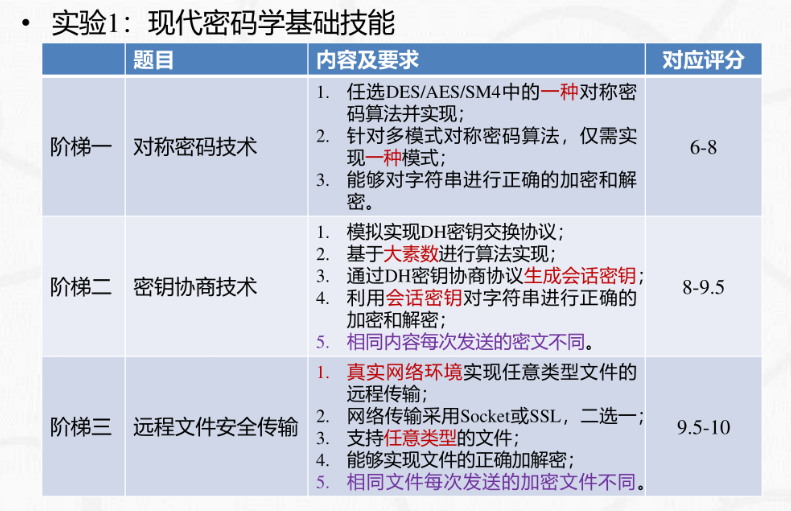 • 实验1：现代密码学基础技能
题目 内容及要求 对应评分
阶梯一 对称密码技术
1. 任选DES/AES/SM4中的一种对称密
码算法并实现；
2. 针对多模式对称密码算法，仅需实
现一种模式；
3. 能够对字符串进行正确的加密和解
密。
6-8
阶梯二 密钥协商技术
1. 模拟实现DH密钥交换协议；
2. 基于大素数进行算法实现；
3. 通过DH密钥协商协议生成会话密钥；
4. 利用会话密钥对字符串进行正确的
加密和解密；
5. 相同内容每次发送的密文不同。
8-9.5
阶梯三 远程文件安全传输
1. 真实网络环境实现任意类型文件的
远程传输；
2. 网络传输采用Socket或SSL，二选一；
3. 支持任意类型的文件；
4. 能够实现文件的正确加解密；
5. 相同文件每次发送的加密文件不同。
9.5-10